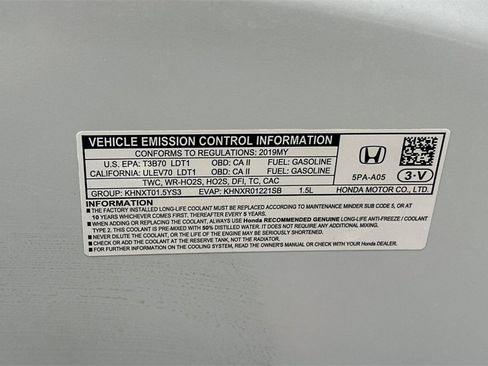 VEHICLE EMISSION CONTROL INFORMATION
CONFORMS TO REGULATIONS: 2019MY
U.S. EPA: T3B70 LDT1 OBD: CA II FUEL: GASOLINE
CALIFORNIA: ULEV70 LDT1 OBD: CA II FUEL: GASOLINE
TWC, WR-HO2S, HO2S, DFI, TC, CAC
GROUP: KHNXT01.5YS3 EVAP: KHNXR01221SB 1.5L
HONDA
5PA-A05
3-V
HONDA MOTOR CO., LTD.
INFORMATION
■ THE FACTORY INSTALLED LONG-LIFE COOLANT MUST BE REPLACED ACCORDING TO MAINTENANCE MINDER SUB CODE 5, OR AT
10 YEARS WHICHEVER COMES FIRST. THEREAFTER EVERY 5 YEARS.
■ WHEN ADDING OR REPLACING THE COOLANT, ALWAYS USE Honda RECOMMENDED GENUINE LONG-LIFE ANTI-FREEZE / COOLANT
TYPE 2. THIS COOLANT IS PRE-MIXED WITH 50% DISTILLED WATER. IT DOES NOT REQUIRE ANY ADDITIONAL MIXING.
■ NEVER DILUTE THE COOLANT, OR THE LIFE OF THE ENGINE MAY BE SERIOUSLY SHORTENED.
■ CHECK OR ADD THE COOLANT AT THE RESERVE TANK, NOT THE RADIATOR.
■ FOR FURTHER INFORMATION ON THE COOLING SYSTEM, READ THE OWNER'S MANUAL OR CHECK WITH YOUR Honda DEALER.